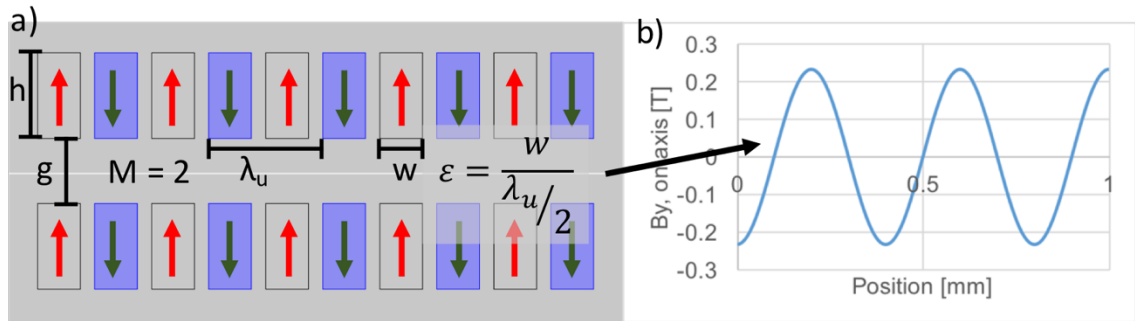 a)
h
g
M = 2
λu
w
ε = w / λu/2
b)
By, on axis [T]
0.3
0.2
0.1
0
-0.1
-0.2
-0.3
0
0.5
1
Position [mm]